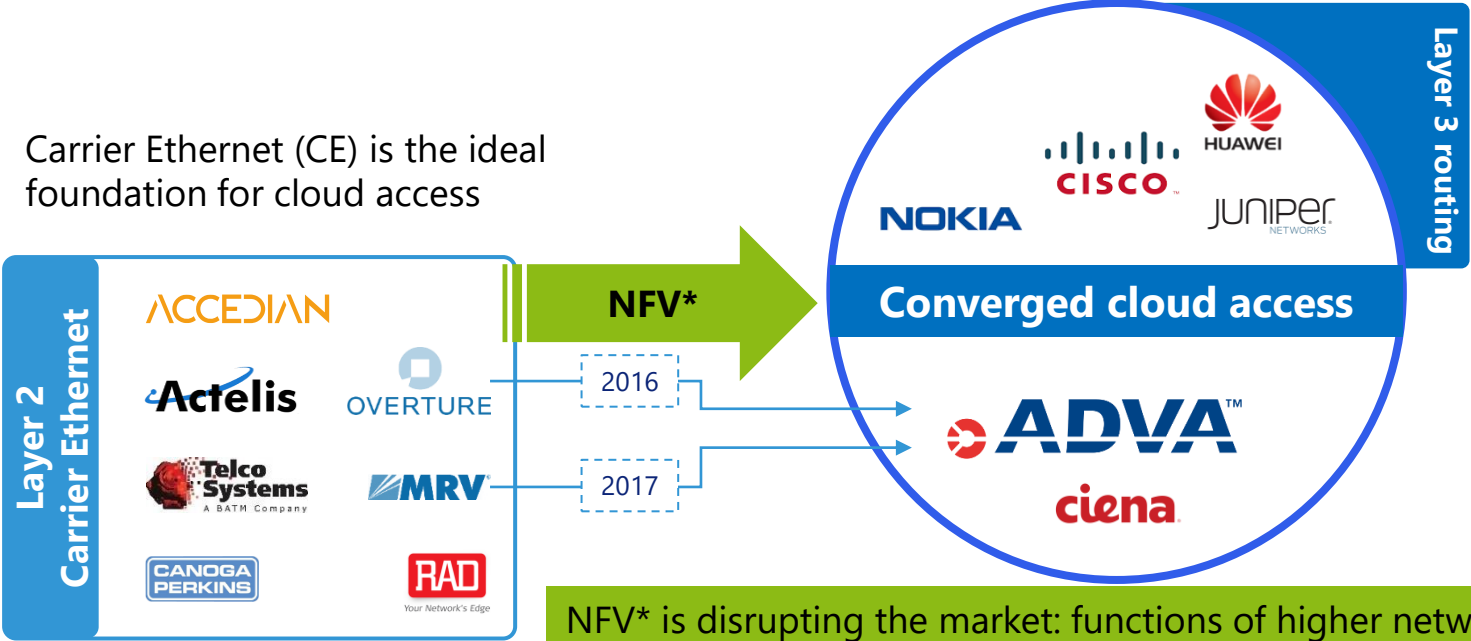 Carrier Ethernet (CE) is the ideal
foundation for cloud access
Layer 2
Carrier Ethernet
ACCEDIAN
Actelis
OVERTURE
Telco
Systems
A BATM Company
MRV
CANOGA
PERKINS
RAD
Your Network's Edge
NFV*
2016
2017
Layer 3 routing
HUAWEI
CISCO
NOKIA
JUNIPER
NETWORKS
Converged cloud access
ADVA™
ciena
NFV* is disrupting the market: functions of higher netw